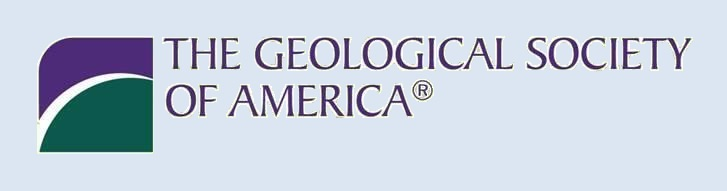 THE GEOLOGICAL SOCIETY
OF AMERICA®